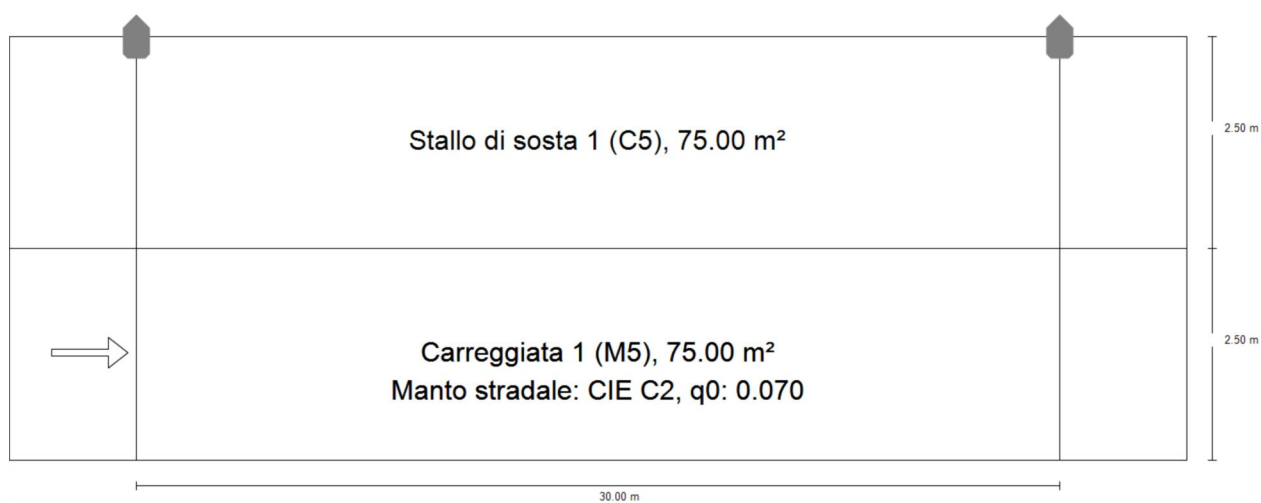 Stallo di sosta 1 (C5), 75.00 m²
2.50 m
Carreggiata 1 (M5), 75.00 m²
Manto stradale: CIE C2, q0: 0.070
2.50 m
30.00 m